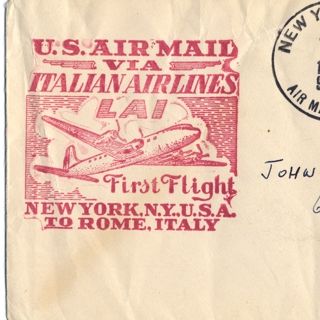 U.S. AIR MAIL
VIA
ITALIAN AIRLINES
LAI
First Flight
NEW YORK, N.Y., U.S.A.
TO ROME, ITALY
NEW Y
AIR M
JOHN